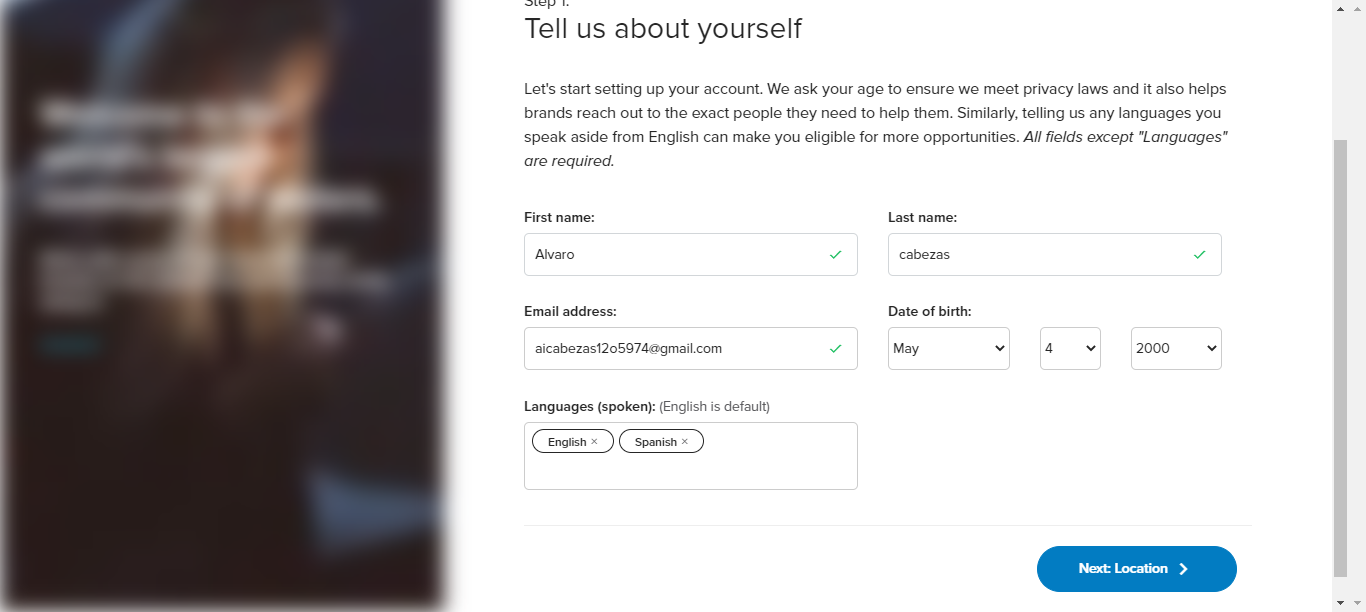 Step 1:
Tell us about yourself
Let's start setting up your account. We ask your age to ensure we meet privacy laws and it also helps
brands reach out to the exact people they need to help them. Similarly, telling us any languages you
speak aside from English can make you eligible for more opportunities. All fields except "Languages"
are required.
First name:
Last name:
Alvaro
cabezas
Email address:
Date of birth:
aicabezas12o5974@gmail.com
May
4
2000
Languages (spoken): (English is default)
English ×
Spanish ×
Next: Location